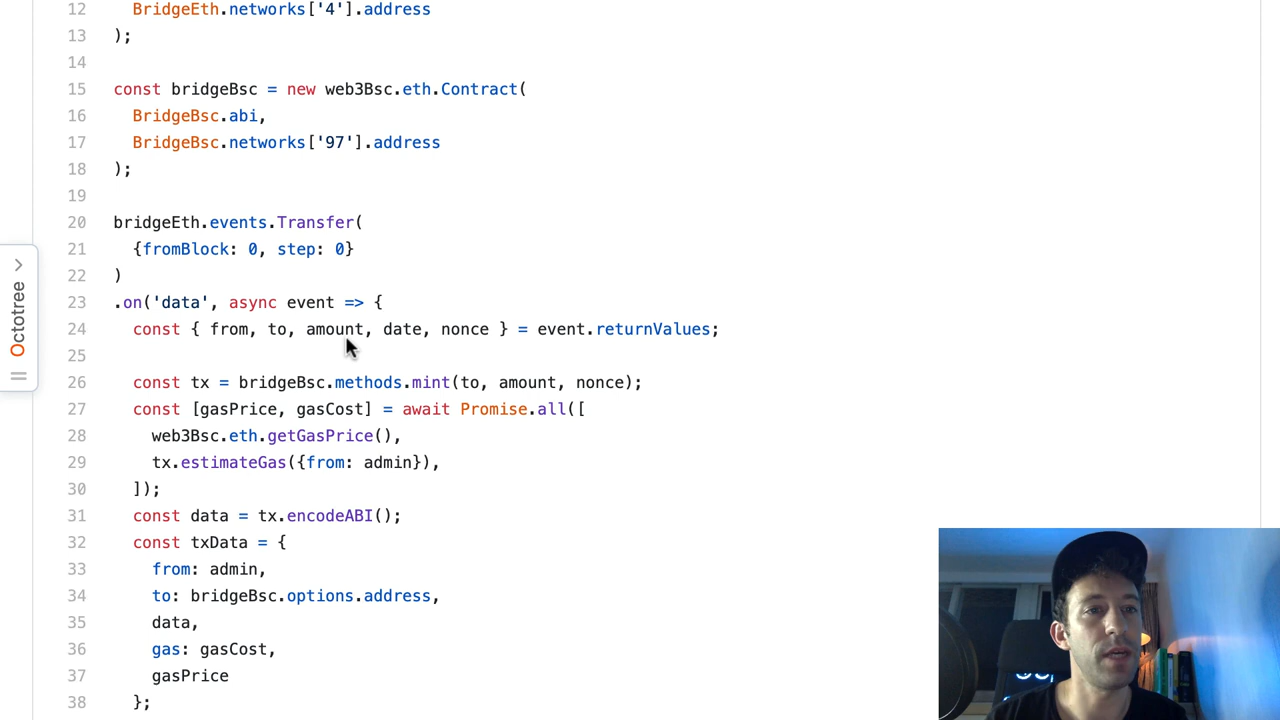 12 BridgeEth.networks['4'].address
13 );
14
15 const bridgeBsc = new web3Bsc.eth.Contract(
16 BridgeBsc.abi,
17 BridgeBsc.networks['97'].address
18 );
19
20 bridgeEth.events.Transfer(
21 {fromBlock: 0, step: 0}
22 )
23 .on('data', async event => {
24 const { from, to, amount, date, nonce } = event.returnValues;
25
26 const tx = bridgeBsc.methods.mint(to, amount, nonce);
27 const [gasPrice, gasCost] = await Promise.all([
28 web3Bsc.eth.getGasPrice(),
29 tx.estimateGas({from: admin}),
30 ]);
31 const data = tx.encodeABI();
32 const txData = {
33 from: admin,
34 to: bridgeBsc.options.address,
35 data,
36 gas: gasCost,
37 gasPrice
38 };
Octotree